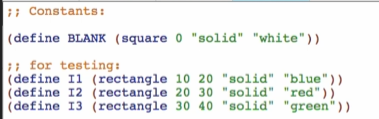 ;; Constants:
(define BLANK (square 0 "solid" "white"))
;; for testing:
(define I1 (rectangle 10 20 "solid" "blue"))
(define I2 (rectangle 20 30 "solid" "red"))
(define I3 (rectangle 30 40 "solid" "green"))